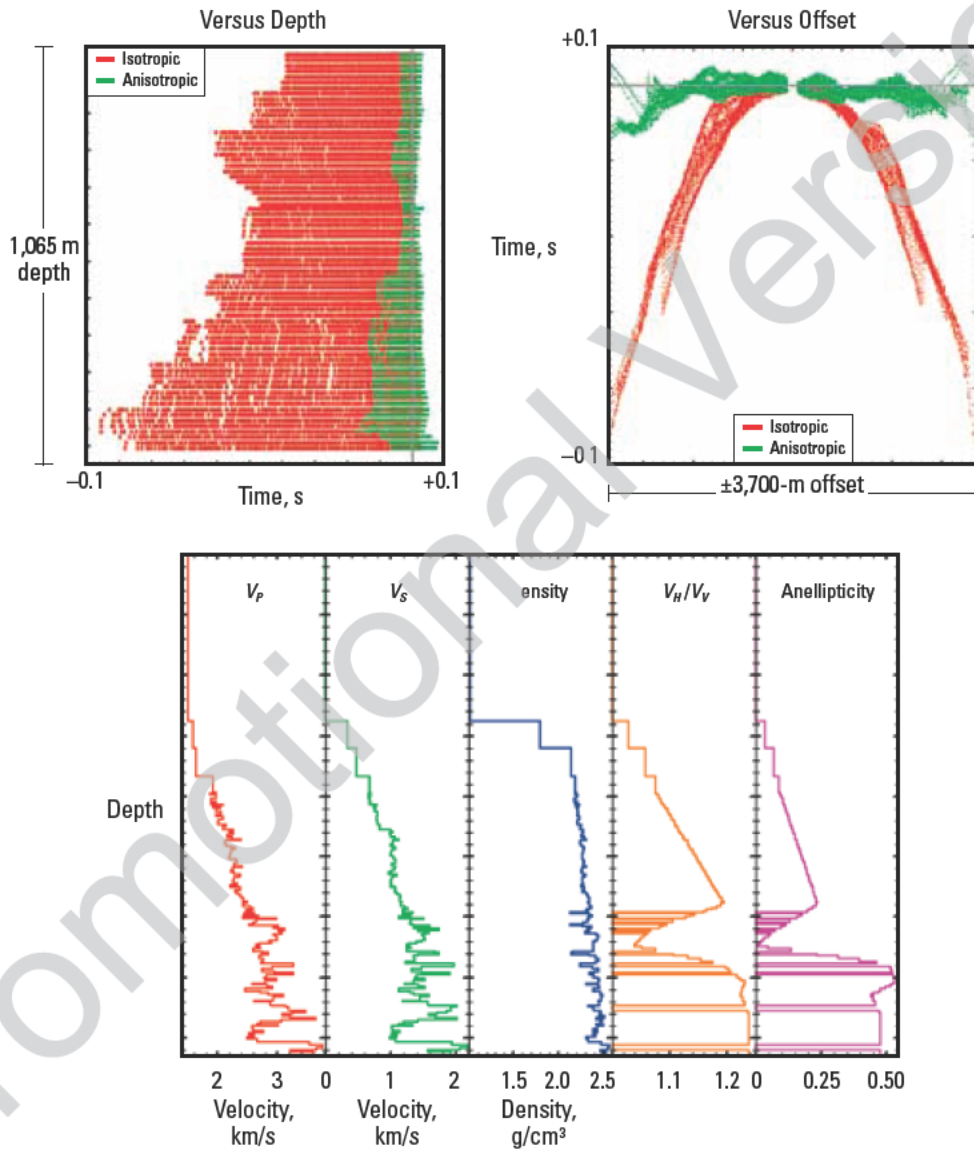 Versus Depth
Isotropic
Anisotropic
1,065 m
depth
–0.1
+0.1
Time, s
Versus Offset
+0.1
Time, s
Isotropic
Anisotropic
–0.1
±3,700-m offset
V_P
V_S
ensity
V_H/V_V
Anellipticity
Depth
2 3 0 1 2 1.5 2.0 2.5 1.1 1.2 0 0.25 0.50
Velocity,
km/s
Velocity,
km/s
Density,
g/cm³
omotional Versi